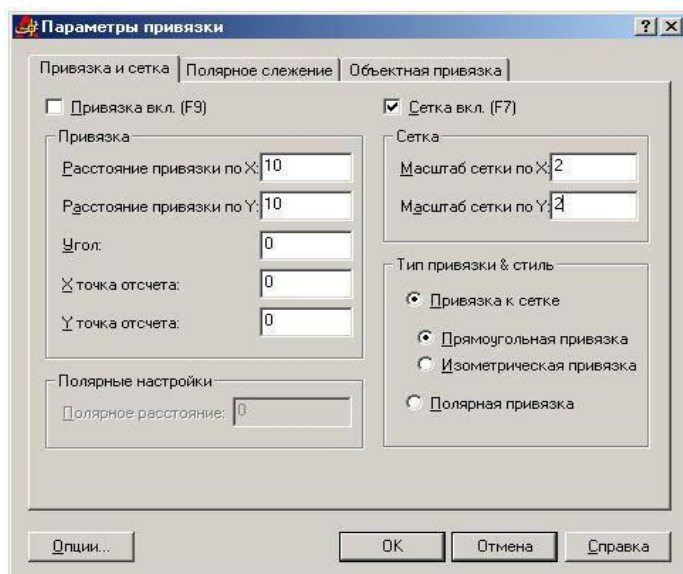 Параметры привязки
Привязка и сетка Полярное слежение Объектная привязка
Привязка вкл. (F9)
Привязка
Расстояние привязки по X: 10
Расстояние привязки по Y: 10
Угол: 0
X точка отсчета: 0
Y точка отсчета: 0
Полярные настройки
Полярное расстояние: 0
Сетка вкл. (F7)
Сетка
Масштаб сетки по X: 2
Масштаб сетки по Y: 2
Тип привязки & стиль
Привязка к сетке
Прямоугольная привязка
Изометрическая привязка
Полярная привязка
Опции... OK Отмена Справка